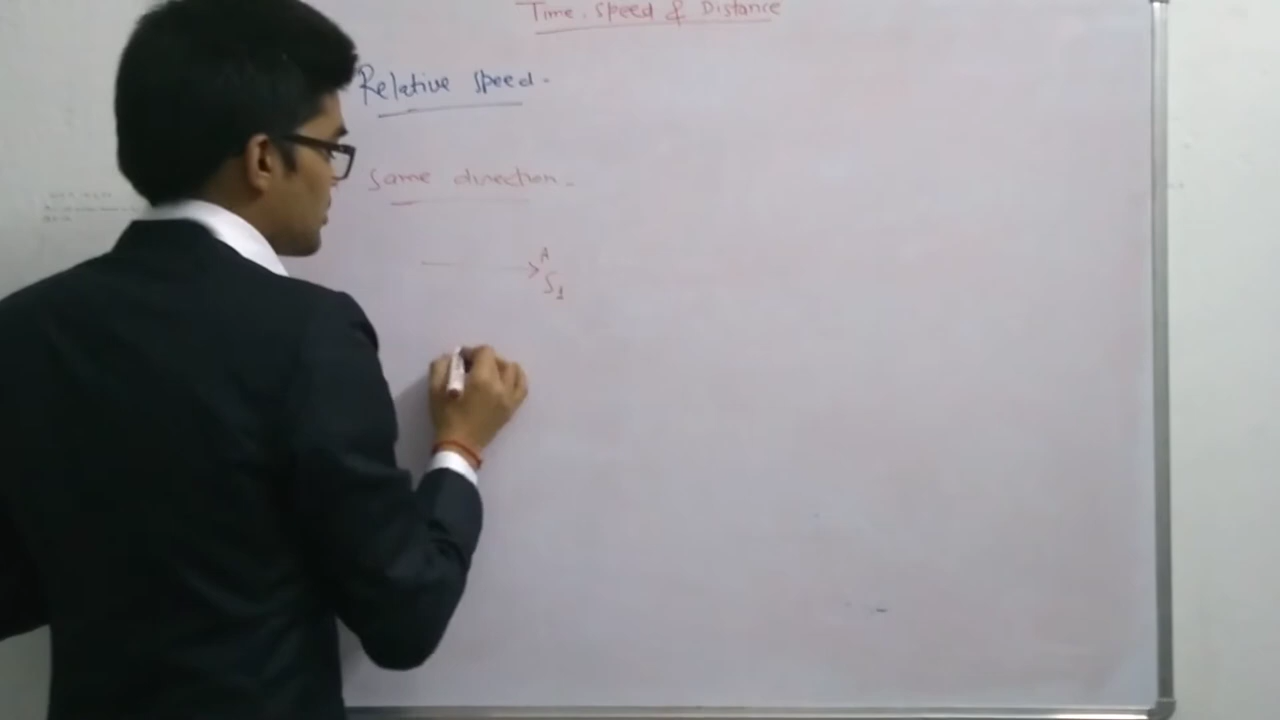 Time, Speed & Distance
Relative Speed -
Same direction -
A
S1